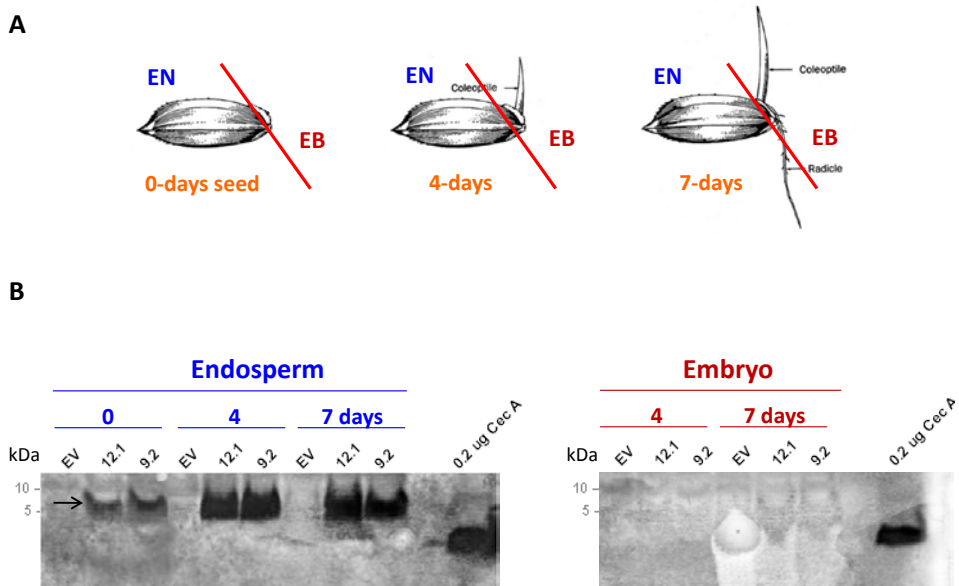 A
EN
EB
0-days seed
EN
Coleoptile
EB
4-days
EN
Coleoptile
EB
Radicle
7-days
B
Endosperm
0 4 7 days
kDa EV 12.1 9.2 EV 12.1 9.2 EV 12.1 9.2 0.2 ug Cec A
10
5
Embryo
4 7 days
kDa EV 12.1 9.2 EV 12.1 9.2 0.2 ug Cec A
10
5